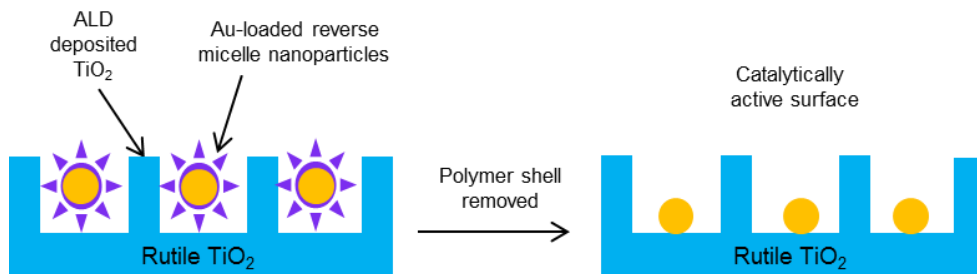 ALD
deposited
TiO₂
Au-loaded reverse
micelle nanoparticles
Rutile TiO₂
Polymer shell
removed
Catalytically
active surface
Rutile TiO₂